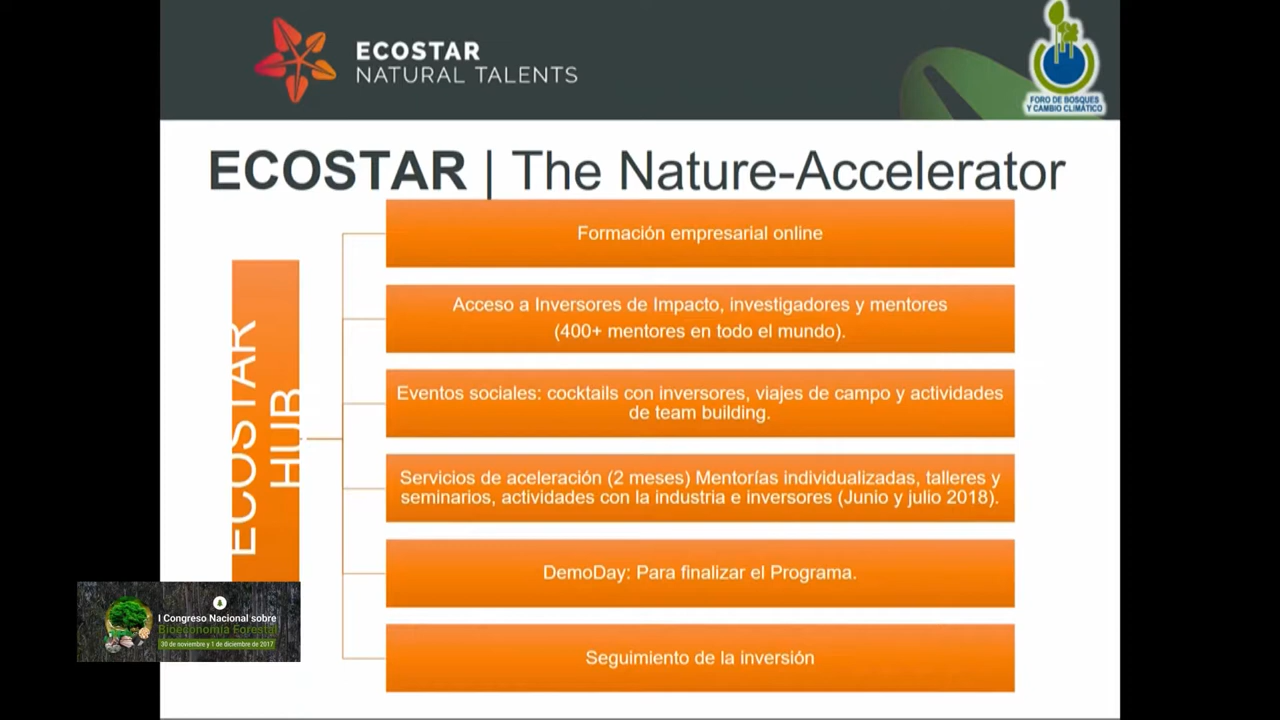 ECOSTAR
NATURAL TALENTS
FORO DE BOSQUES
Y CAMBIO CLIMÁTICO
ECOSTAR | The Nature-Accelerator
ECOSTAR
HUB
Formación empresarial online
Acceso a Inversores de Impacto, investigadores y mentores
(400+ mentores en todo el mundo).
Eventos sociales: cocktails con inversores, viajes de campo y actividades
de team building.
Servicios de aceleración (2 meses) Mentorías individualizadas, talleres y
seminarios, actividades con la industria e inversores (Junio y julio 2018).
DemoDay: Para finalizar el Programa.
Seguimiento de la inversión
I Congreso Nacional sobre
Bioeconomía Forestal
30 de noviembre y 1 de diciembre de 2017